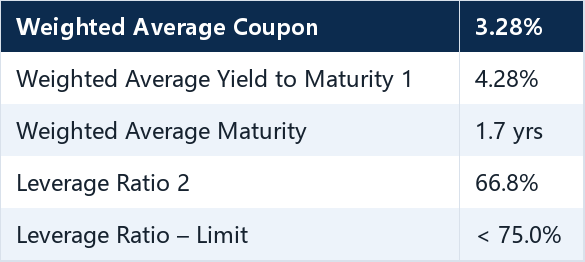 Weighted Average Coupon 3.28%
Weighted Average Yield to Maturity 1 4.28%
Weighted Average Maturity 1.7 yrs
Leverage Ratio 2 66.8%
Leverage Ratio – Limit < 75.0%